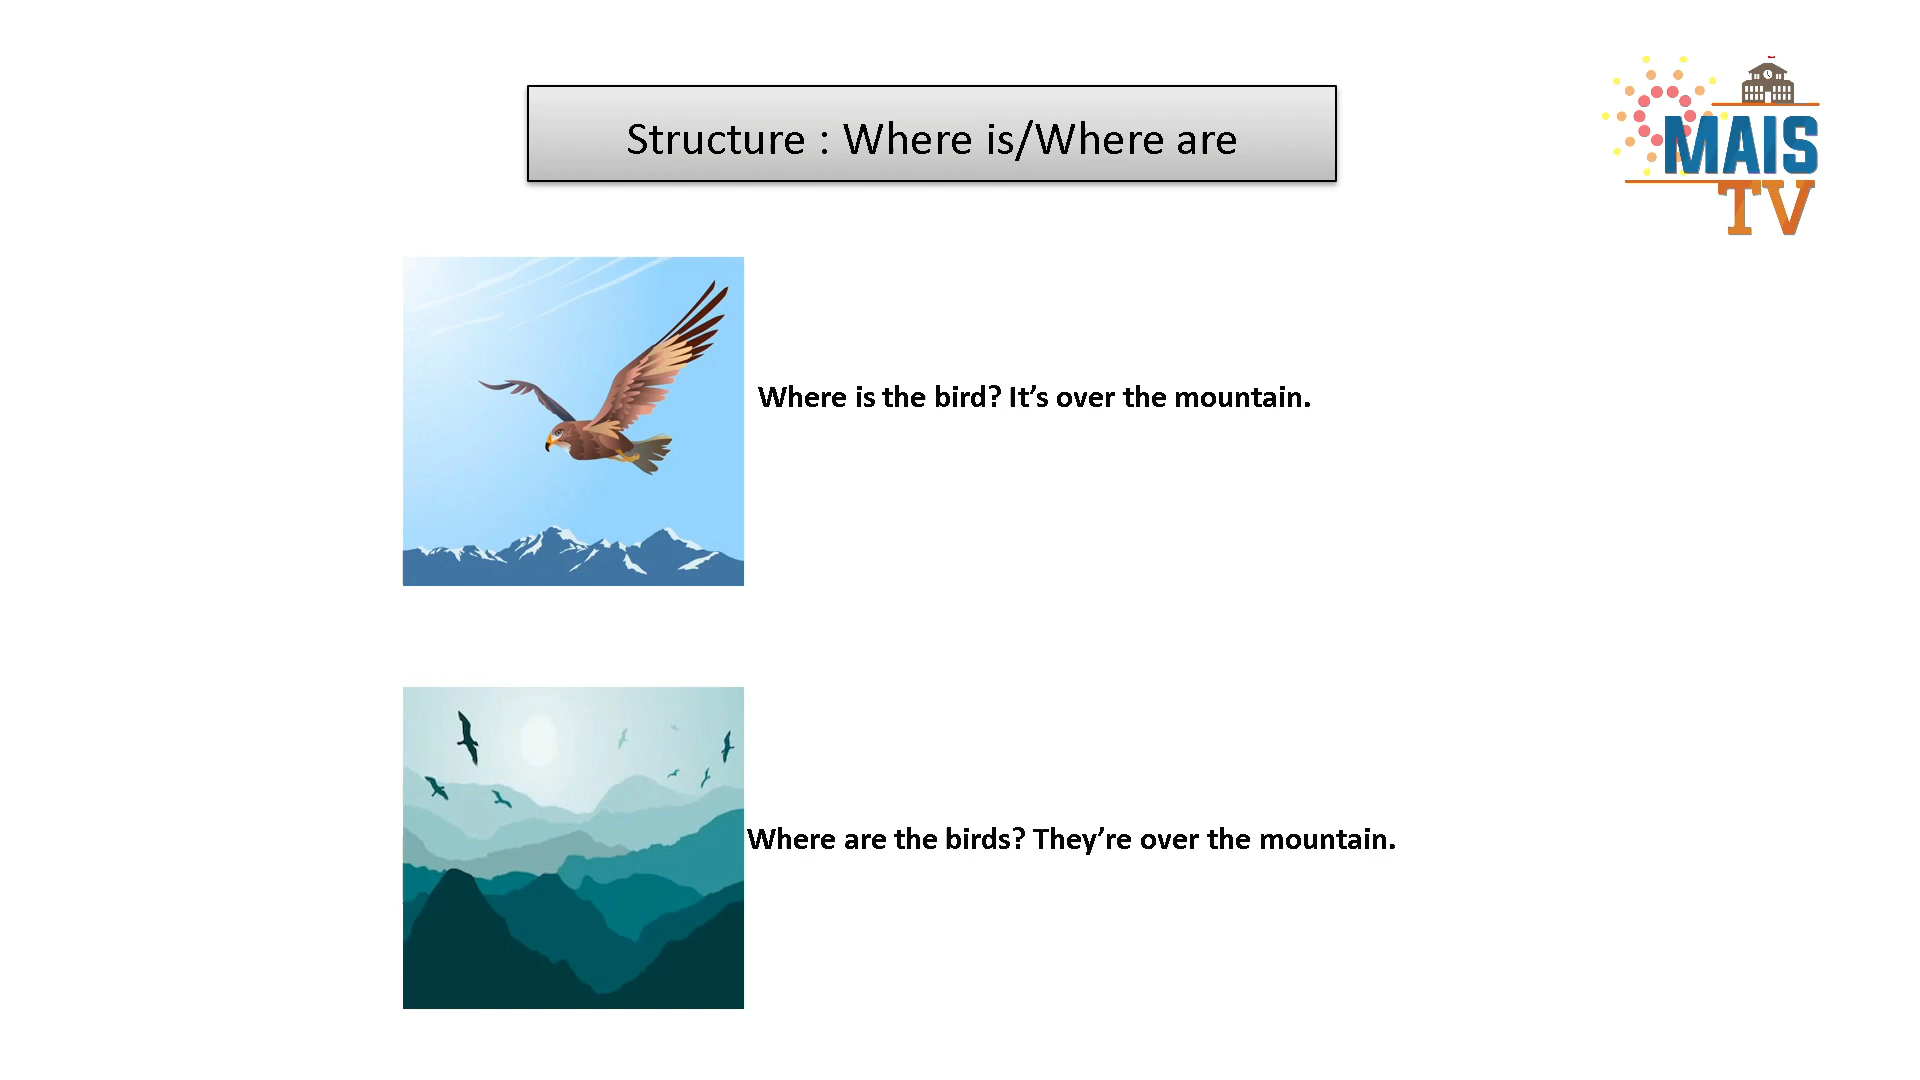 Structure : Where is/Where are
MAIS
TV
Where is the bird? It’s over the mountain.
Where are the birds? They’re over the mountain.